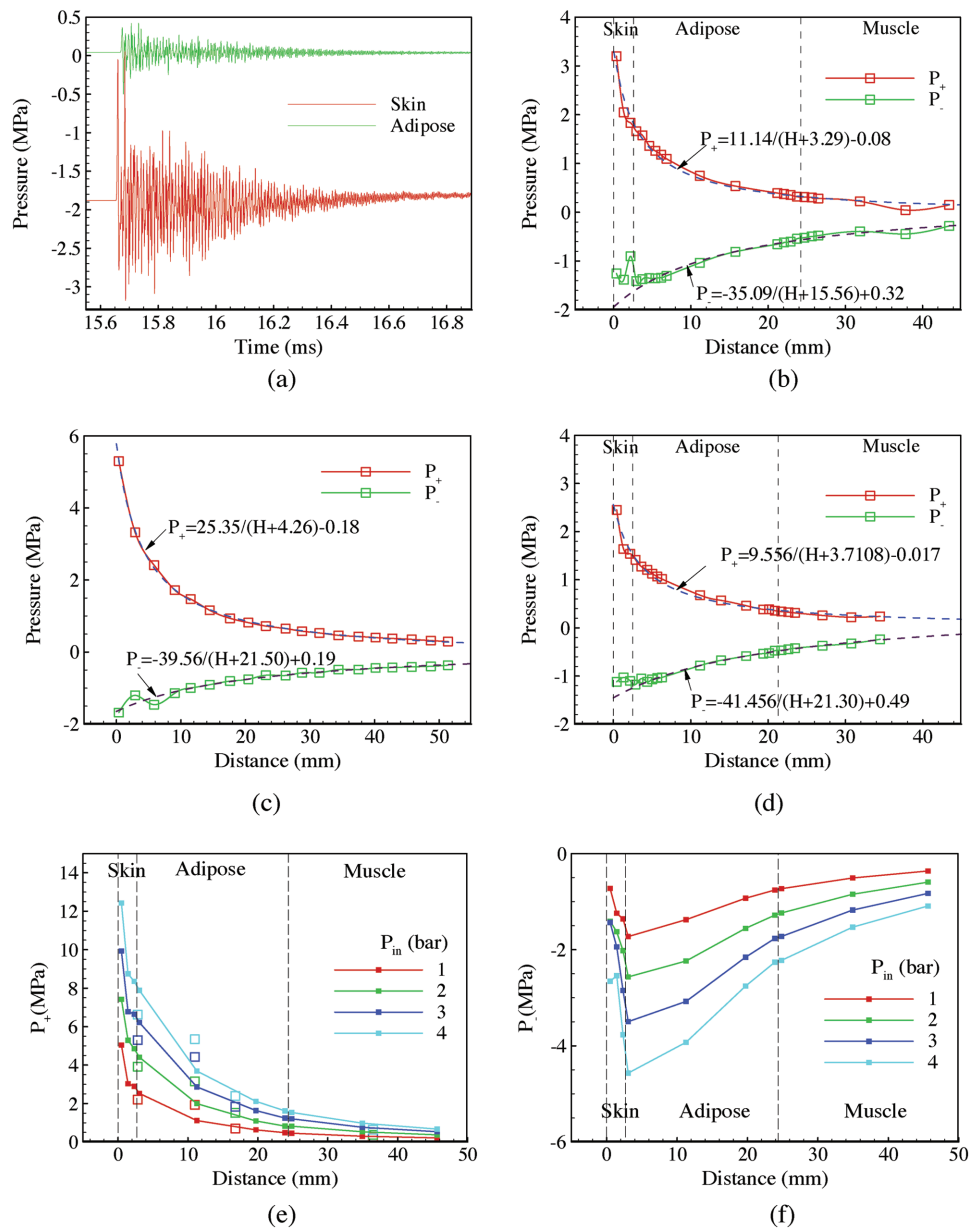 0.5
0
-0.5
-1
-1.5
-2
-2.5
-3
Pressure (MPa)
Skin
Adipose
15.6 15.8 16 16.2 16.4 16.6 16.8
Time (ms)
(a)
Skin Adipose Muscle
4
3
2
1
0
-1
-2
Pressure (MPa)
P+
P-
P+=11.14/(H+3.29)-0.08
P-=-35.09/(H+15.56)+0.32
0 10 20 30 40
Distance (mm)
(b)
6
4
2
0
-2
Pressure (MPa)
P+
P-
P+=25.35/(H+4.26)-0.18
P-=-39.56/(H+21.50)+0.19
0 10 20 30 40 50
Distance (mm)
(c)
Skin Adipose Muscle
4
3
2
1
0
-1
-2
Pressure (MPa)
P+
P-
P+=9.556/(H+3.7108)-0.017
P-=-41.456/(H+21.30)+0.49
0 10 20 30 40
Distance (mm)
(d)
14
12
10
8
6
4
2
0
P+(MPa)
Skin Adipose Muscle
Pin (bar)
1
2
3
4
0 10 20 30 40 50
Distance (mm)
(e)
0
-2
-4
-6
P-(MPa)
Pin (bar)
1
2
3
4
Skin Adipose Muscle
0 10 20 30 40 50
Distance (mm)
(f)